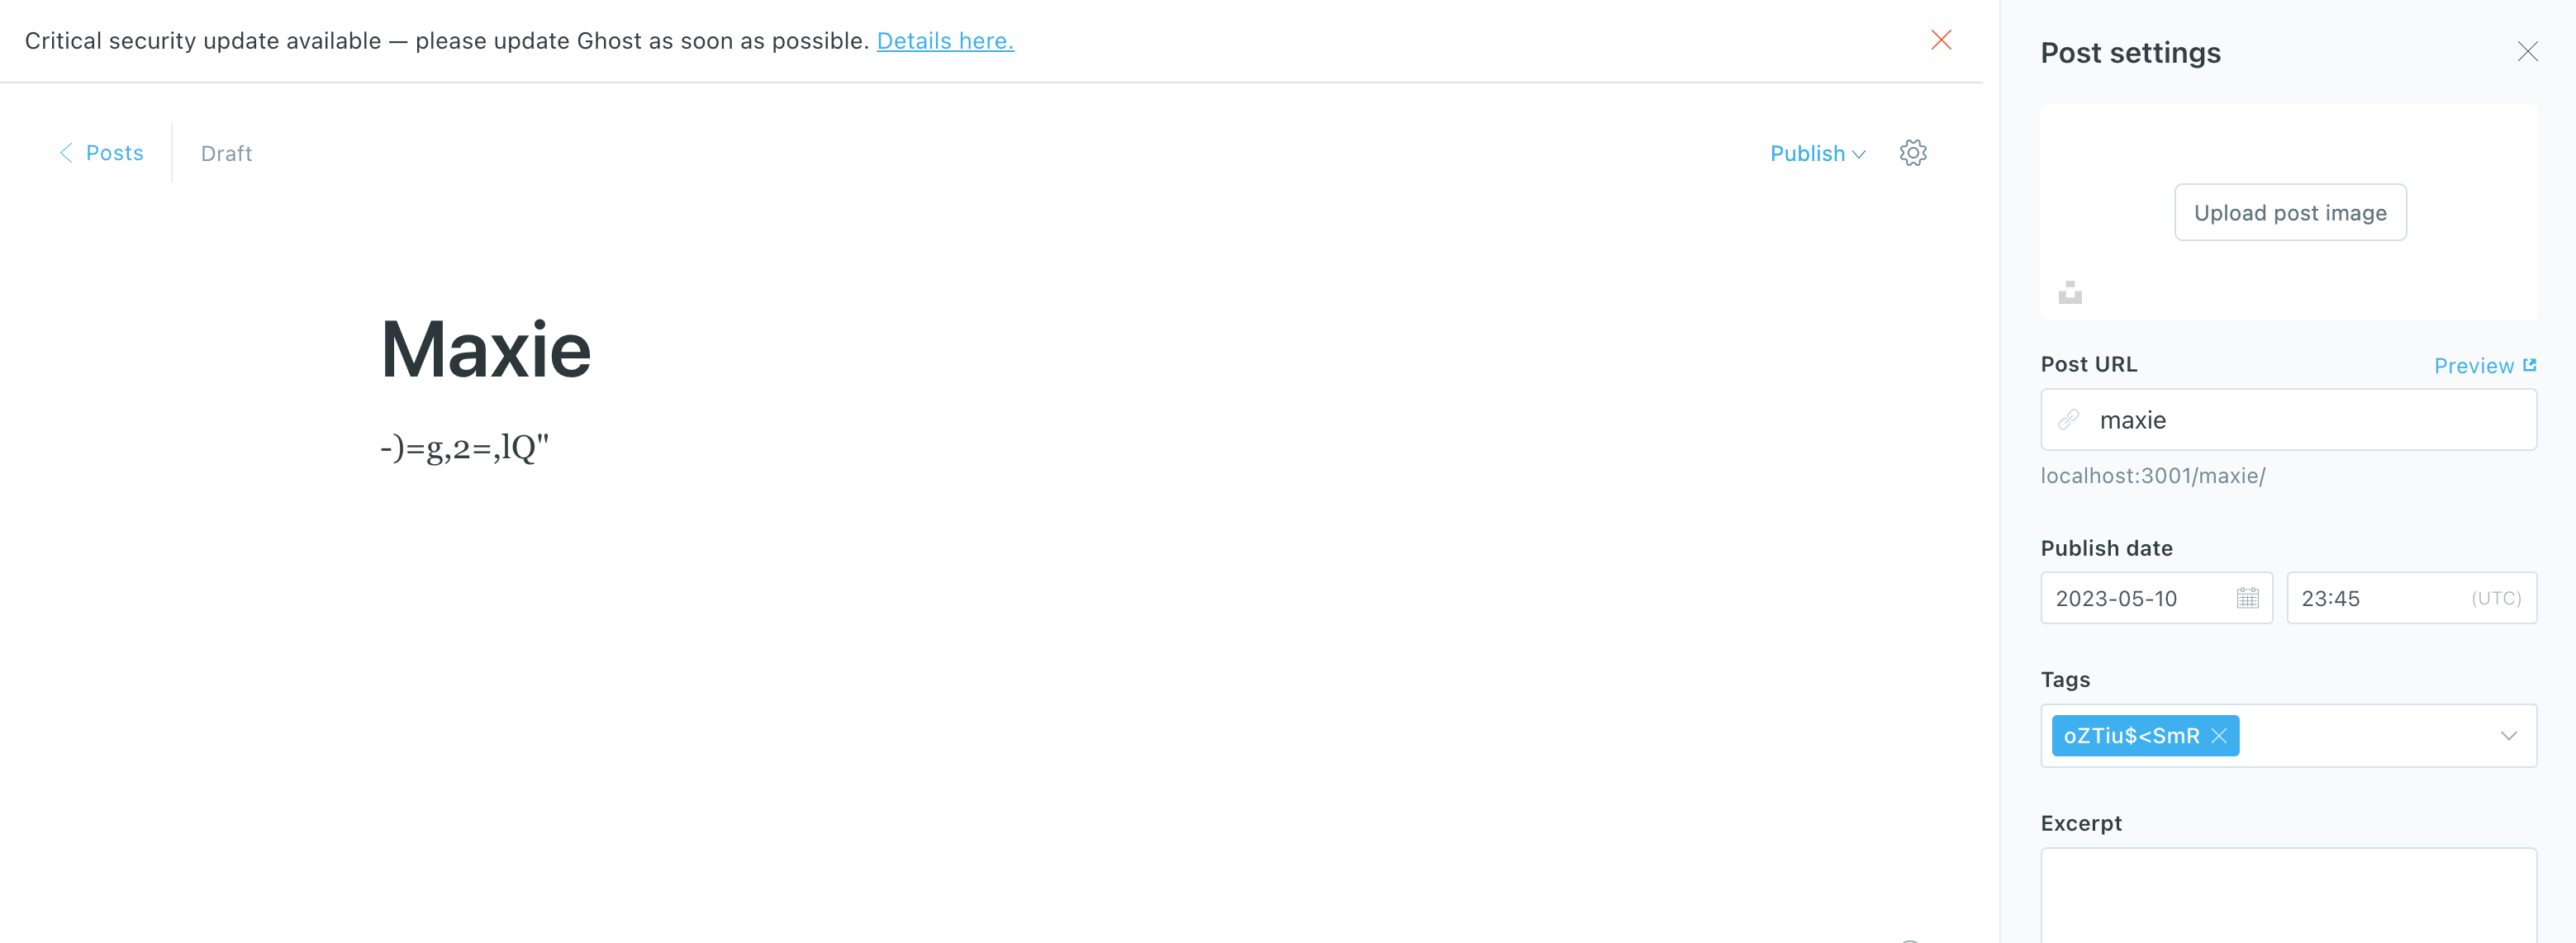 Critical security update available — please update Ghost as soon as possible. Details here.
Posts
Draft
Publish
Maxie
-)=g,2=,lQ"
Post settings
Upload post image
Post URL
Preview
maxie
localhost:3001/maxie/
Publish date
2023-05-10
23:45
(UTC)
Tags
oZTiu$<SmR
Excerpt